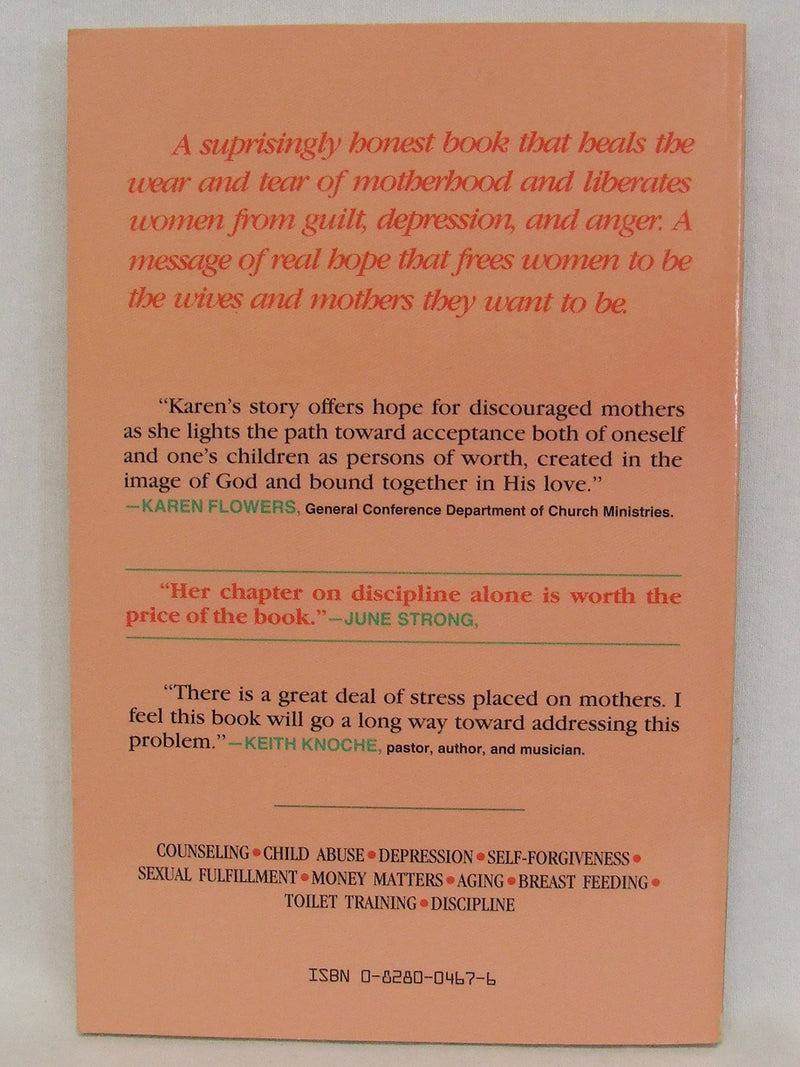 A suprisingly honest book that heals the
wear and tear of motherhood and liberates
women from guilt, depression, and anger. A
message of real hope that frees women to be
the wives and mothers they want to be.
“Karen’s story offers hope for discouraged mothers
as she lights the path toward acceptance both of oneself
and one’s children as persons of worth, created in the
image of God and bound together in His love.”
—KAREN FLOWERS, General Conference Department of Church Ministries.
“Her chapter on discipline alone is worth the
price of the book.”—JUNE STRONG,
“There is a great deal of stress placed on mothers. I
feel this book will go a long way toward addressing this
problem.”—KEITH KNOCHE, pastor, author, and musician.
COUNSELING•CHILD ABUSE•DEPRESSION•SELF-FORGIVENESS•
SEXUAL FULFILLMENT•MONEY MATTERS•AGING•BREAST FEEDING•
TOILET TRAINING•DISCIPLINE
ISBN 0-8280-0467-6